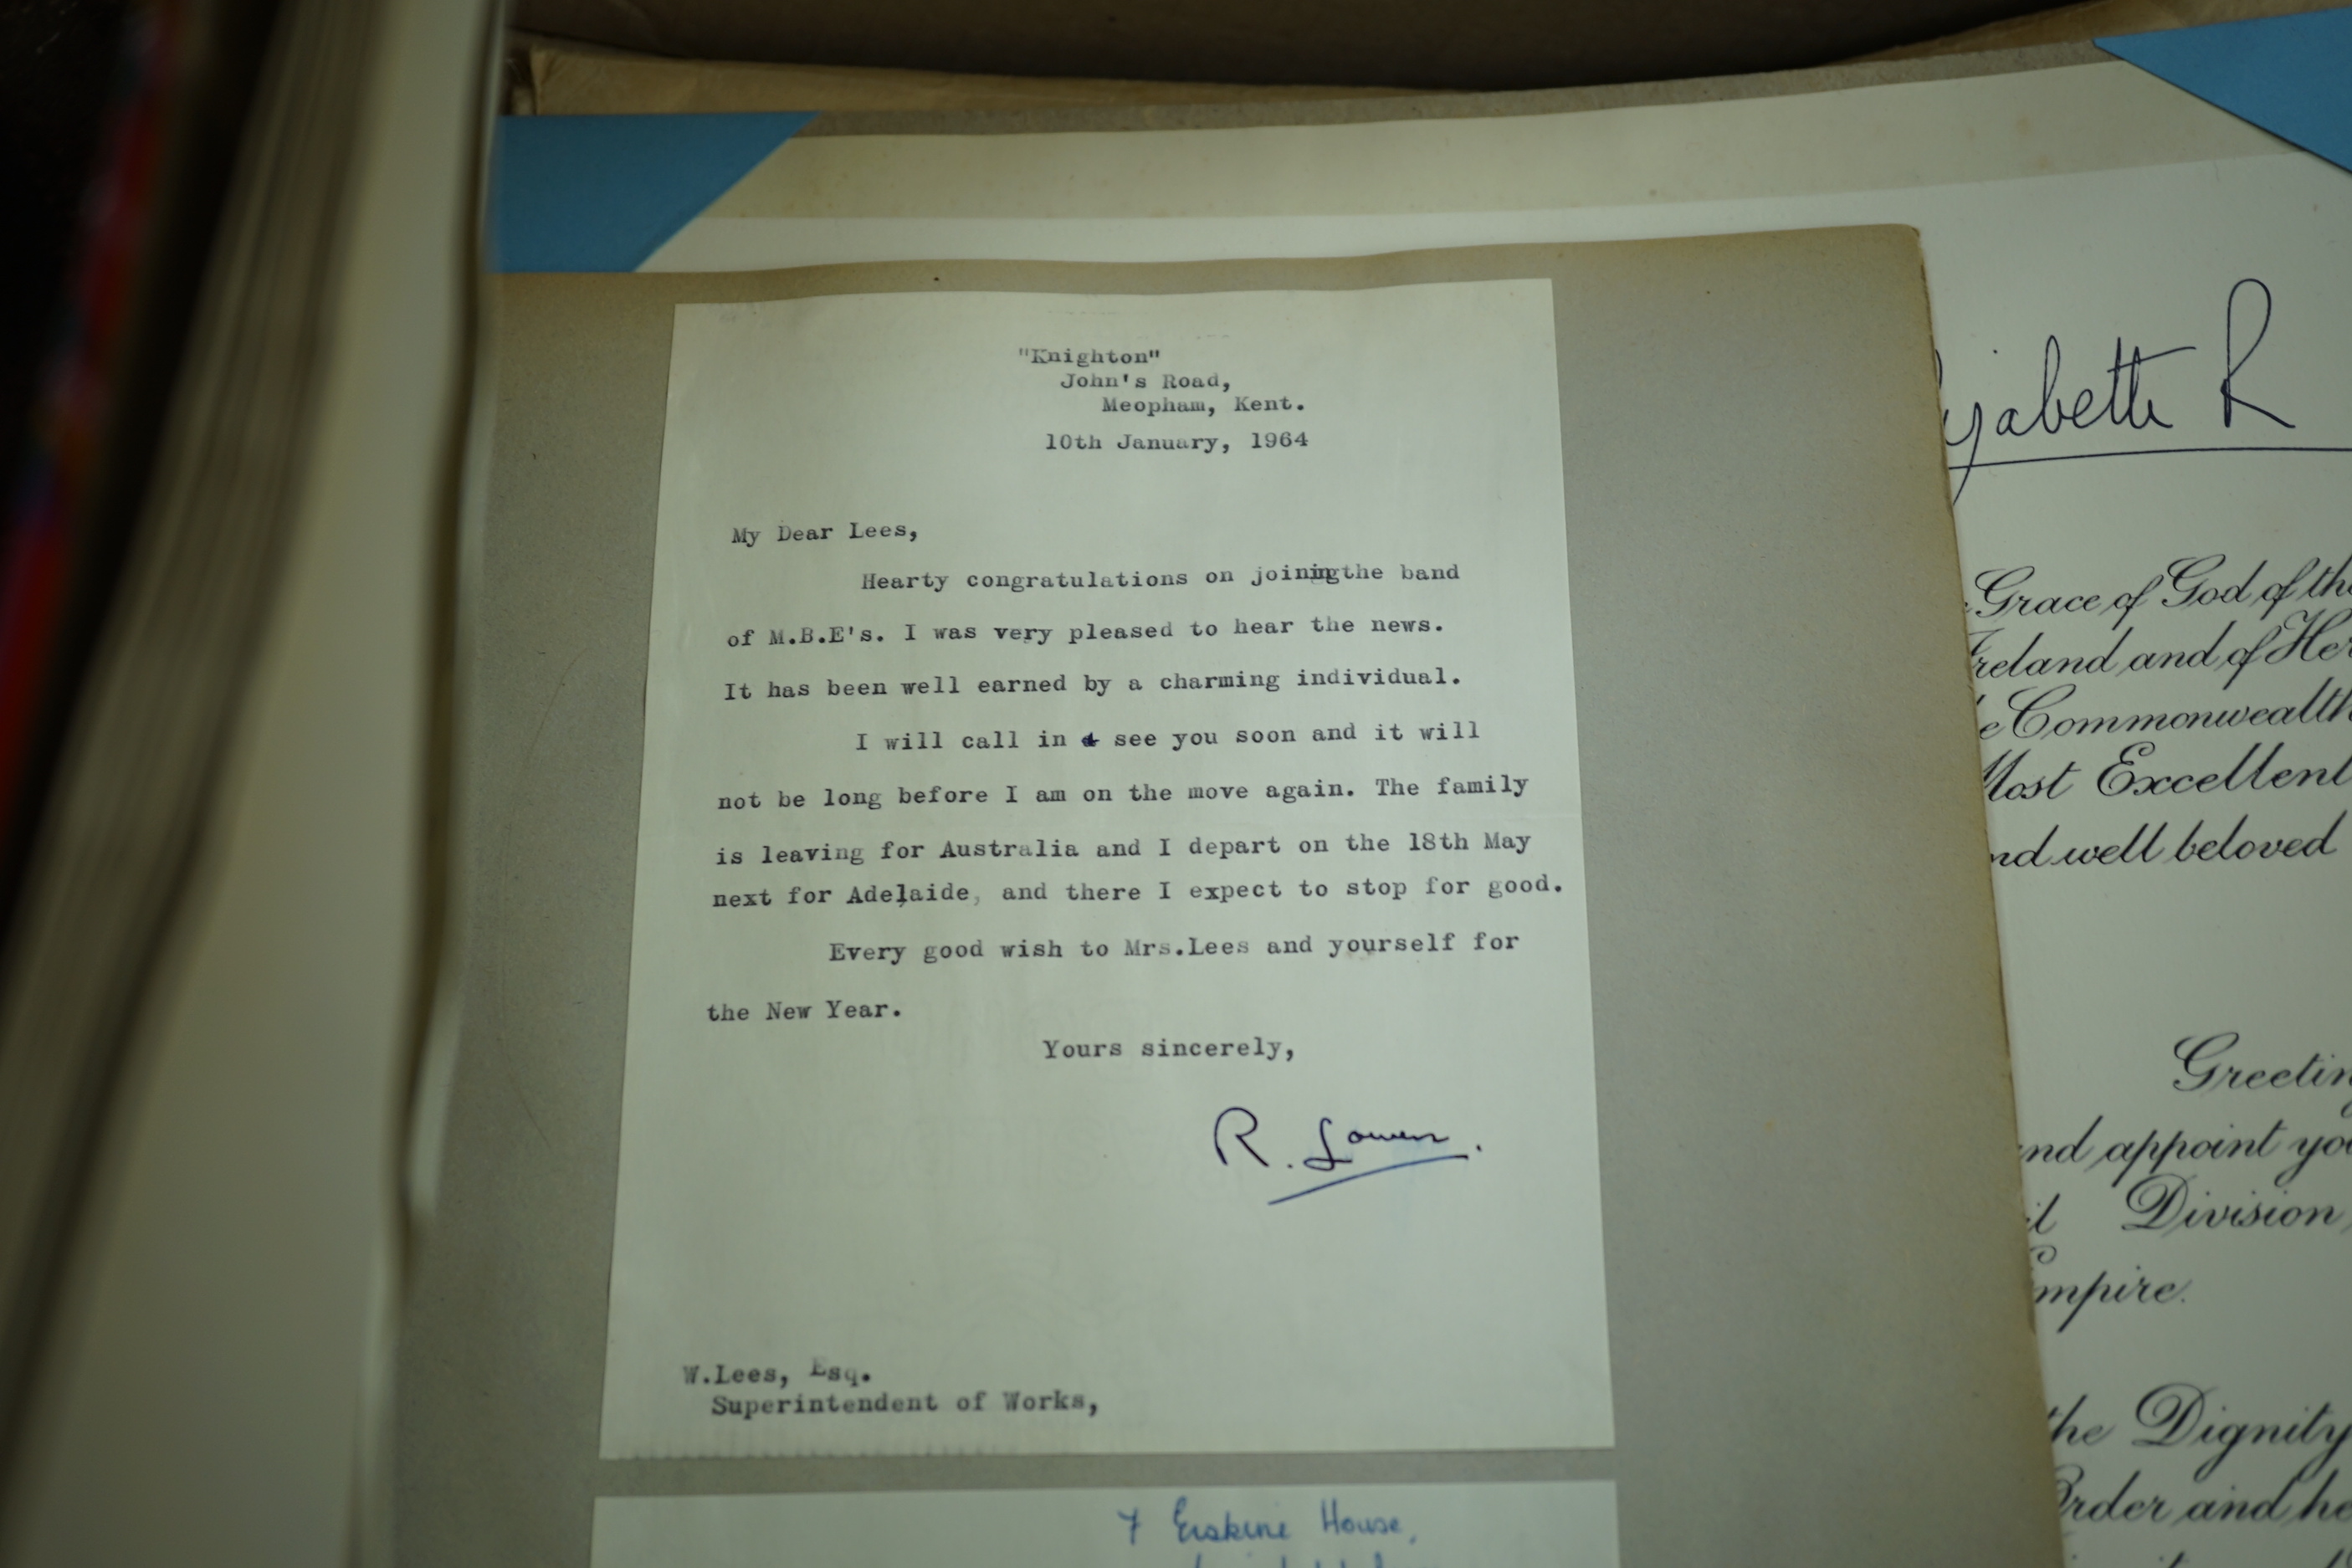 "Knighton"
John's Road,
Meopham, Kent.
10th January, 1964
My Dear Lees,
Hearty congratulations on joiningthe band
of M.B.E's. I was very pleased to hear the news.
It has been well earned by a charming individual.
I will call in & see you soon and it will
not be long before I am on the move again. The family
is leaving for Australia and I depart on the 18th May
next for Adelaide, and there I expect to stop for good.
Every good wish to Mrs.Lees and yourself for
the New Year.
Yours sincerely,
R. Lowen.
W.Lees, Esq.
Superintendent of Works,
7 Erskine House,
zabeth R
Grace of God of the
Ireland and of Her
Commonwealth
Most Excellent
nd well beloved
Greetin
nd appoint you
il Division
mpire.
the Dignity
Order and he